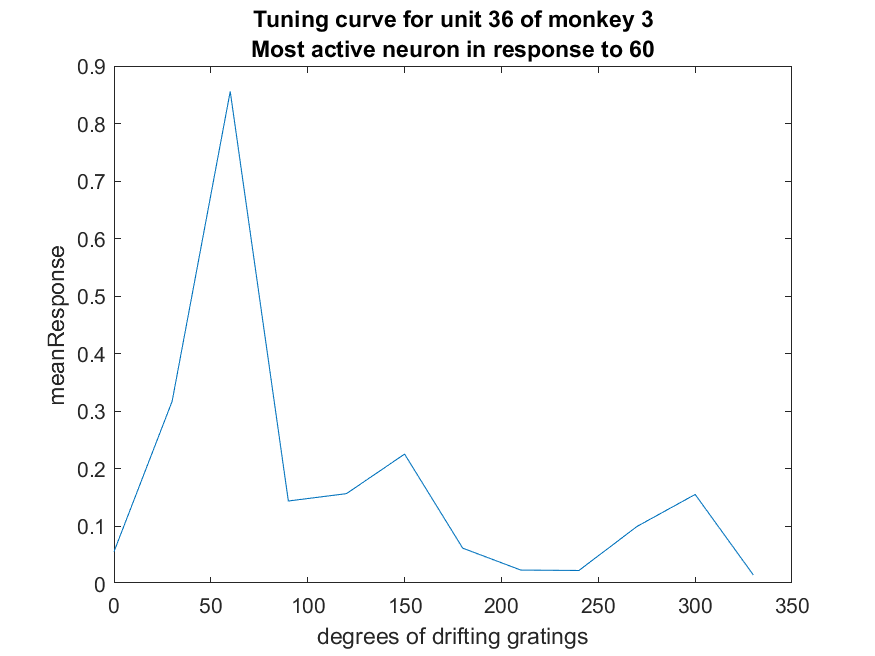 Tuning curve for unit 36 of monkey 3
Most active neuron in response to 60
0.9
0.8
0.7
0.6
0.5
0.4
0.3
0.2
0.1
0
meanResponse
0 50 100 150 200 250 300 350
degrees of drifting gratings